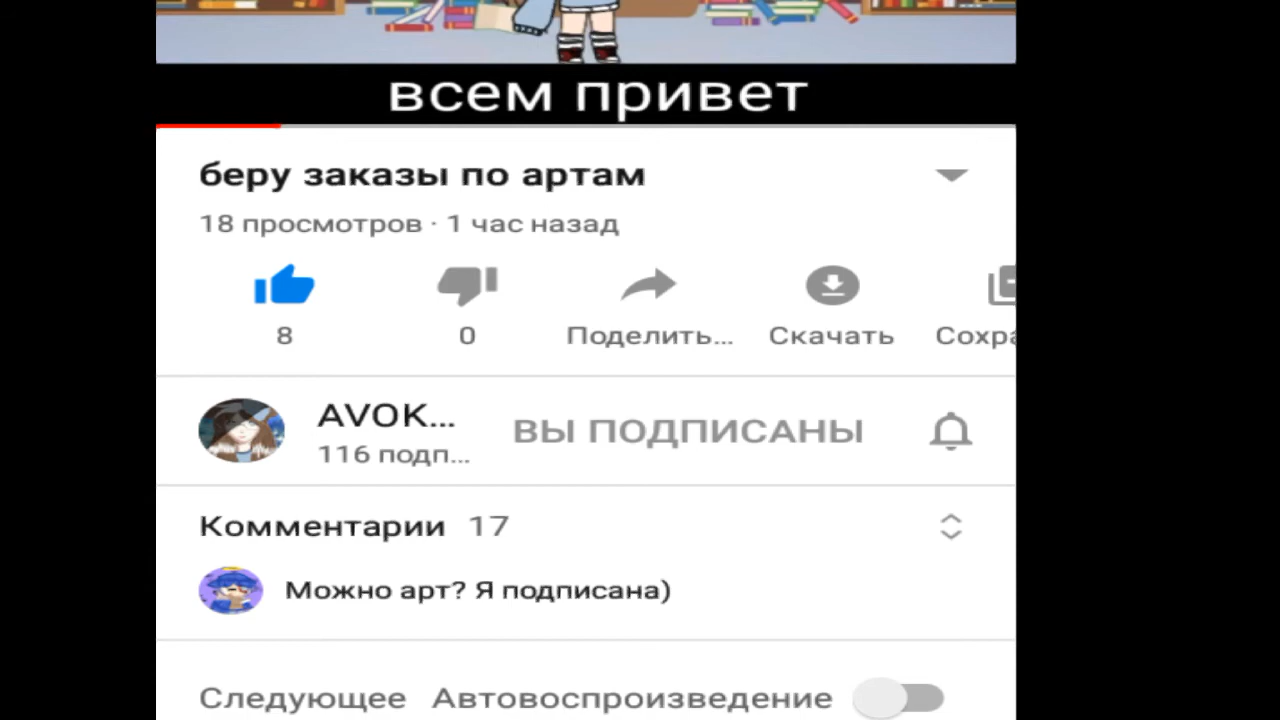 всем привет
беру заказы по артам
18 просмотров · 1 час назад
8 0 Поделить... Скачать Сохра
AVOK...
ВЫ ПОДПИСАНЫ
116 подп...
Комментарии 17
Можно арт? Я подписана)
Следующее Автовоспроизведение